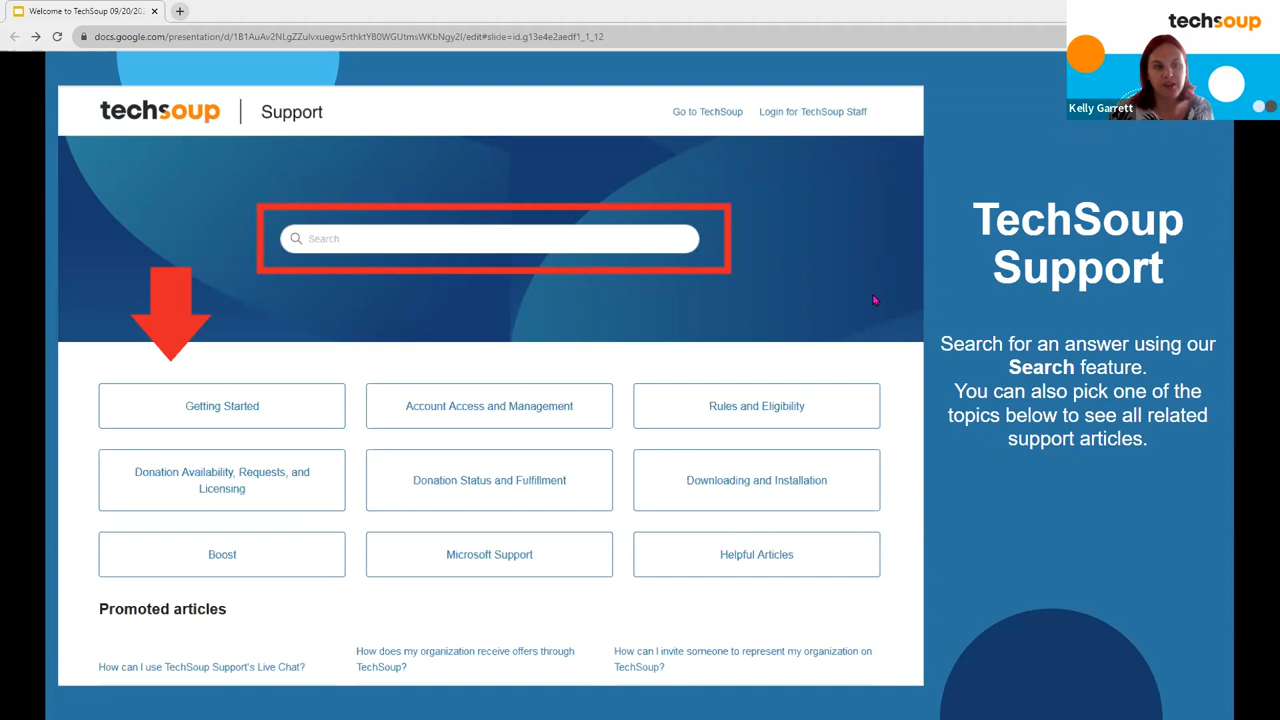 Welcome to TechSoup 09/20/20
docs.google.com/presentation/d/1B1AuAv2NLgZZulvxuegw5rthktYB0WGUtmsWKbNgy2I/edit#slide=id.g13e4e2aedf1_1_12
techsoup
Kelly Garrett
techsoup | Support
Go to TechSoup
Login for TechSoup Staff
Search
Getting Started
Account Access and Management
Rules and Eligibility
Donation Availability, Requests, and
Licensing
Donation Status and Fulfillment
Downloading and Installation
Boost
Microsoft Support
Helpful Articles
Promoted articles
How can I use TechSoup Support's Live Chat?
How does my organization receive offers through
TechSoup?
How can I invite someone to represent my organization on
TechSoup?
TechSoup
Support
Search for an answer using our
Search feature.
You can also pick one of the
topics below to see all related
support articles.